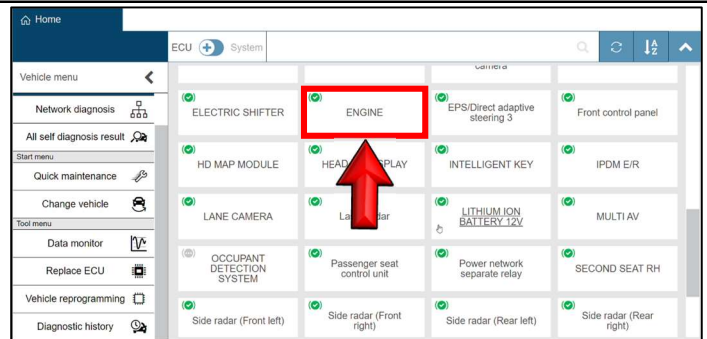 Home
ECU System
A
Z
Vehicle menu
camera
Network diagnosis
ELECTRIC SHIFTER
ENGINE
EPS/Direct adaptive
steering 3
Front control panel
All self diagnosis result
Start menu
Quick maintenance
HD MAP MODULE
INTELLIGENT KEY
IPDM E/R
Change vehicle
LANE CAMERA
LITHIUM ION
BATTERY 12V
MULTI AV
Tool menu
Data monitor
Replace ECU
OCCUPANT
DETECTION
SYSTEM
Passenger seat
control unit
Power network
separate relay
SECOND SEAT RH
Vehicle reprogramming
Diagnostic history
Side radar (Front left)
Side radar (Front
right)
Side radar (Rear left)
Side radar (Rear
right)